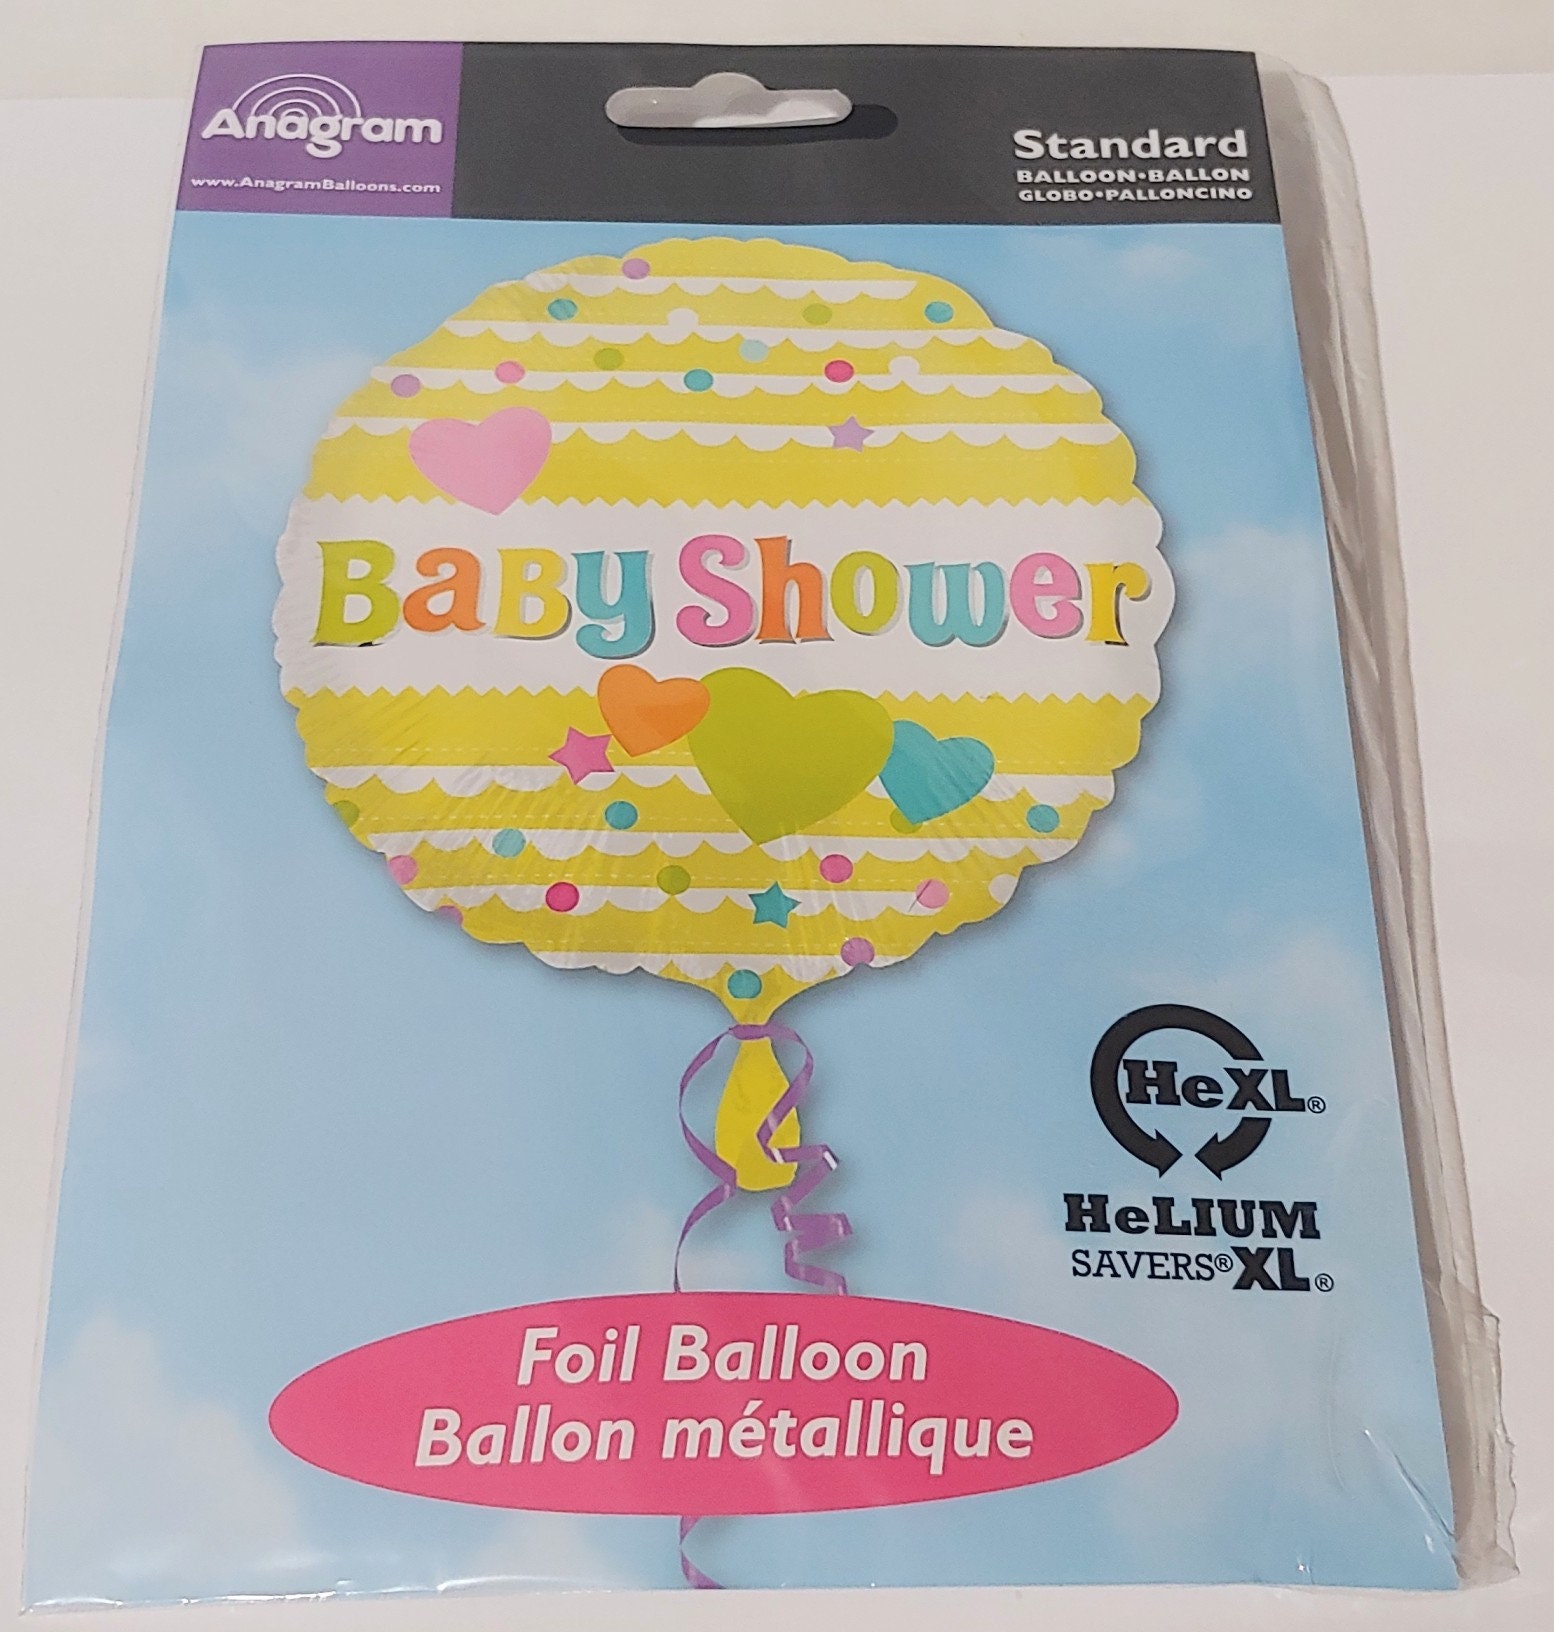 Anagram
www.AnagramBalloons.com
Standard
BALLOON•BALLON
GLOBO•PALLONCINO
Baby Shower
HeXL®
HeLIUM
SAVERS® XL®
Foil Balloon
Ballon métallique